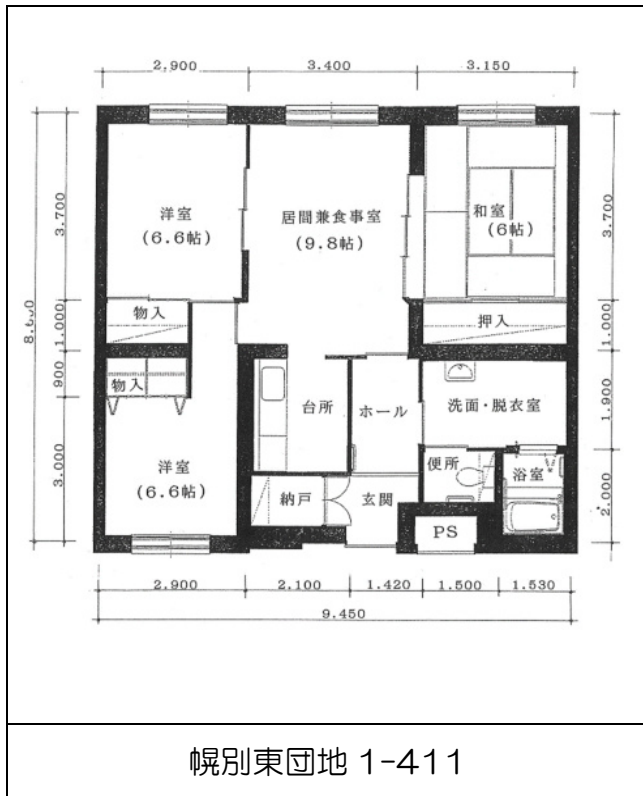 2.900 3.400 3.150
洋室
(6.6帖)
居間兼食事室
(9.8帖)
和室
(6帖)
3.700
3.700
物入
押入
1.000
1.000
物入
台所
ホール
洗面・脱衣室
900
1.900
洋室
(6.6帖)
便所
浴室
3.000
納戸
玄関
PS
2.000
2.900 2.100 1.420 1.500 1.530
9.450
幌別東団地 1-411